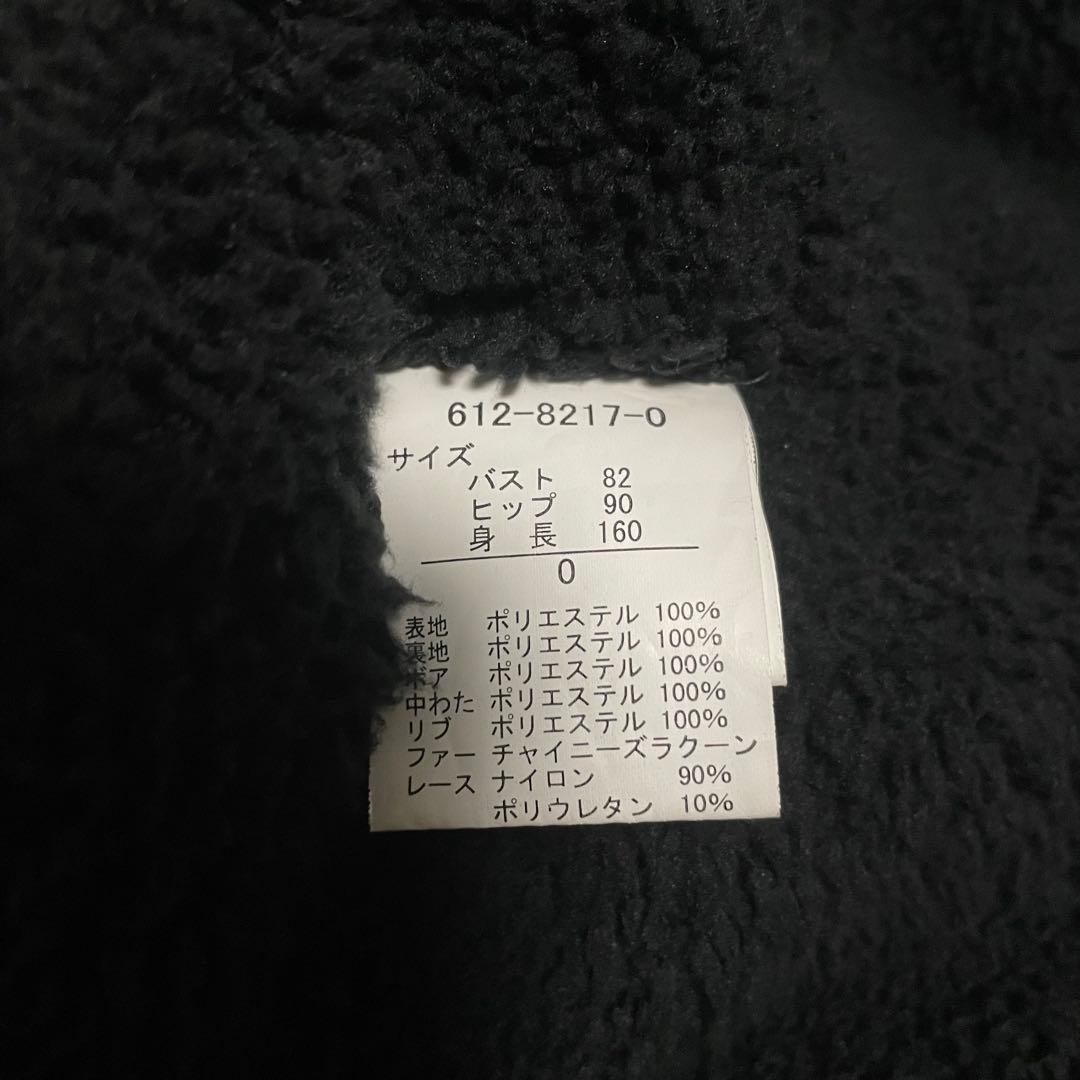 612-8217-0
サイズ
バスト 82
ヒップ 90
身長 160
0
表地 ポリエステル 100%
裏地 ポリエステル 100%
ボア ポリエステル 100%
中わた ポリエステル 100%
リブ ポリエステル 100%
ファー チャイニーズラクーン
レース ナイロン 90%
ポリウレタン 10%